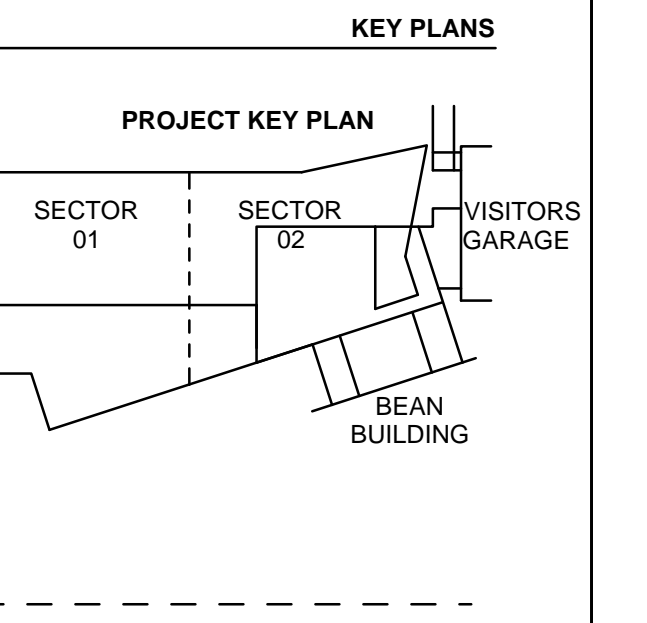 KEY PLANS
PROJECT KEY PLAN
SECTOR
01
SECTOR
02
VISITORS
GARAGE
BEAN
BUILDING